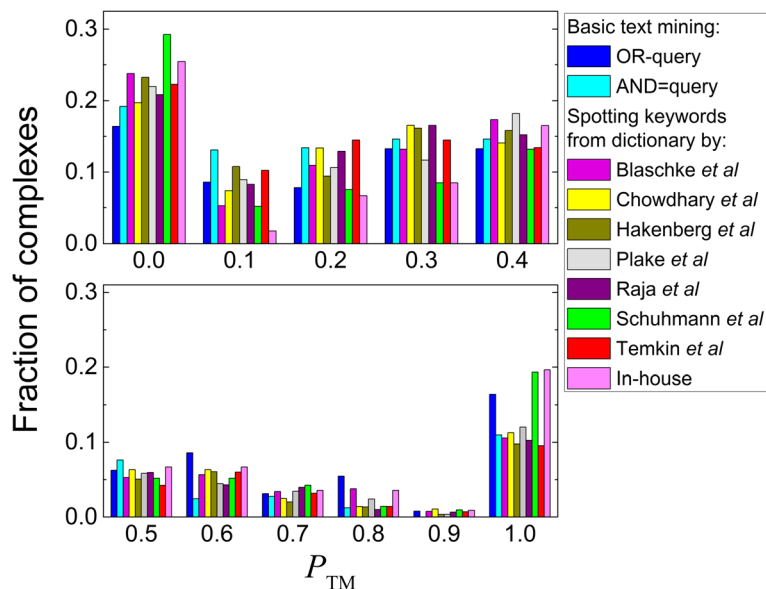 Fraction of complexes
0.3
0.2
0.1
0.0
0.0 0.1 0.2 0.3 0.4
0.3
0.2
0.1
0.0
0.5 0.6 0.7 0.8 0.9 1.0
P_TM
Basic text mining:
OR-query
AND=query
Spotting keywords
from dictionary by:
Blaschke et al
Chowdhary et al
Hakenberg et al
Plake et al
Raja et al
Schuhmann et al
Temkin et al
In-house